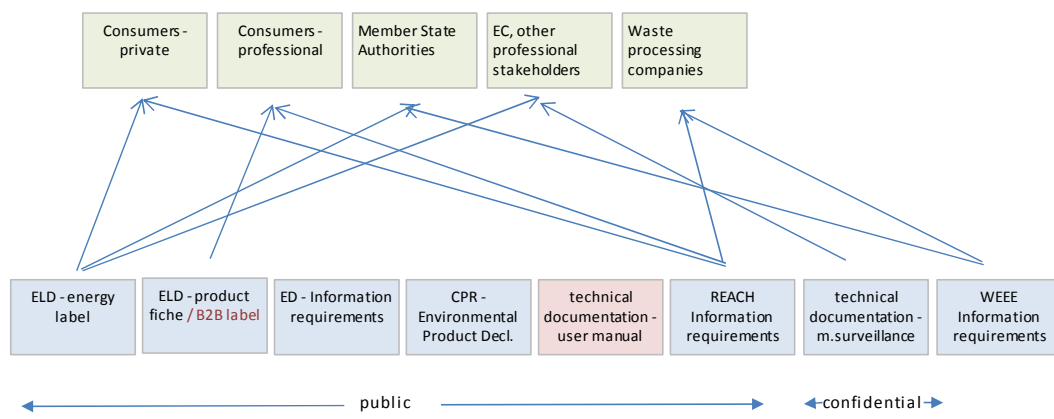 Consumers-
private
Consumers-
professional
Member State
Authorities
EC, other
professional
stakeholders
Waste
processing
companies
ELD - energy
label
ELD - product
fiche / B2B label
ED - Information
requirements
CPR -
Environmental
Product Decl.
technical
documentation -
user manual
REACH
Information
requirements
technical
documentation -
m.surveillance
WEEE
Information
requirements
public
confidential